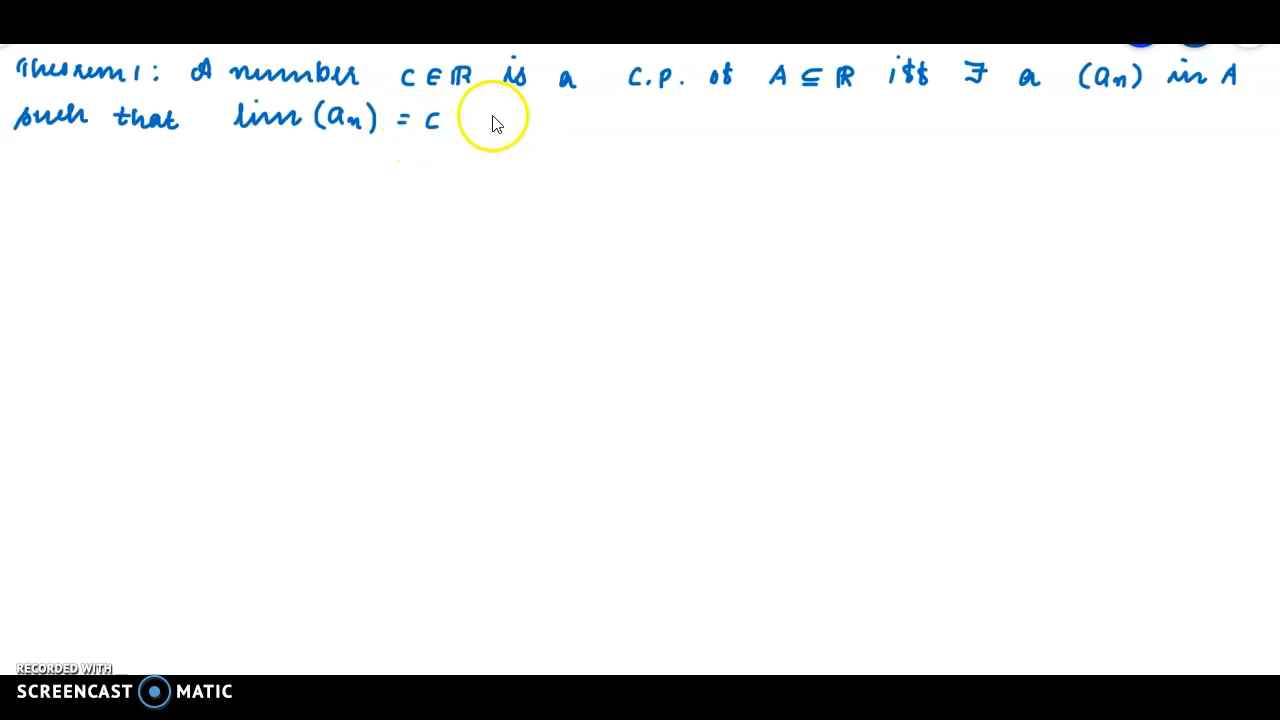 Theorem 1: A number c ∈ ℝ is a c.p. of A ⊆ ℝ iff ∃ a (aₙ) in A
such that lim (aₙ) = c
RECORDED WITH
SCREENCAST MATIC